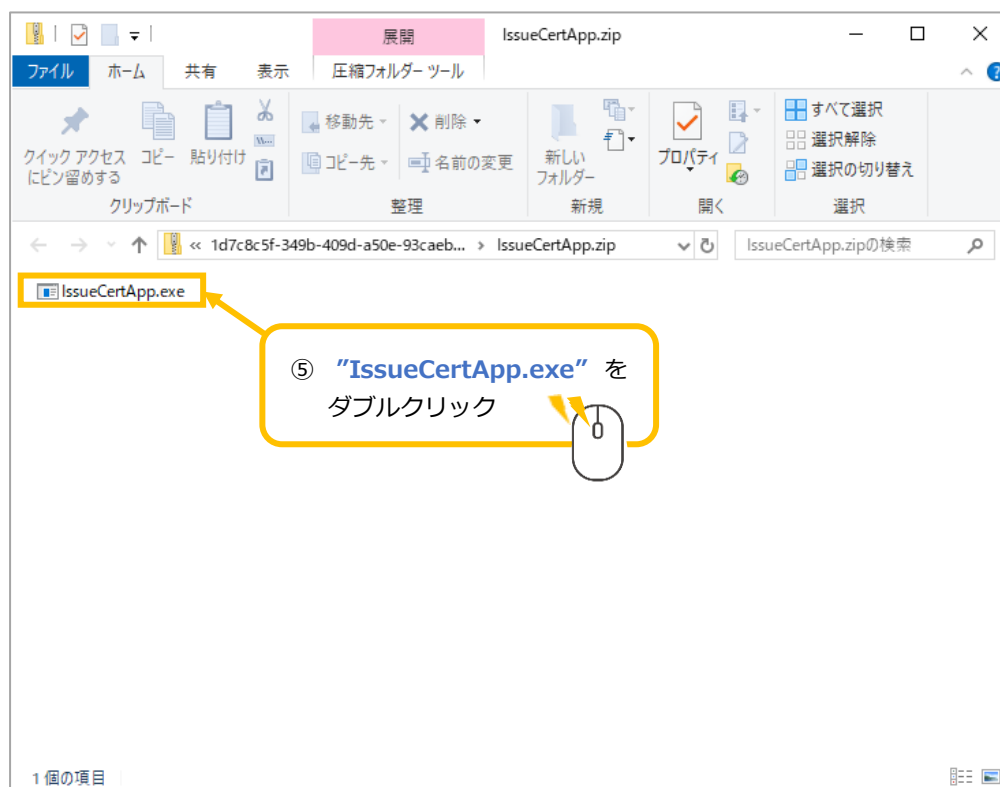 展開
IssueCertApp.zip
ファイル ホーム 共有 表示 圧縮フォルダー ツール
クイック アクセス
にピン留めする
コピー
貼り付け
移動先
削除
コピー先
名前の変更
新しい
フォルダー
プロパティ
すべて選択
選択解除
選択の切り替え
クリップボード 整理 新規 開く 選択
« 1d7c8c5f-349b-409d-a50e-93caeb... › IssueCertApp.zip
IssueCertApp.zipの検索
IssueCertApp.exe
⑤ ”IssueCertApp.exe” を
ダブルクリック
1 個の項目